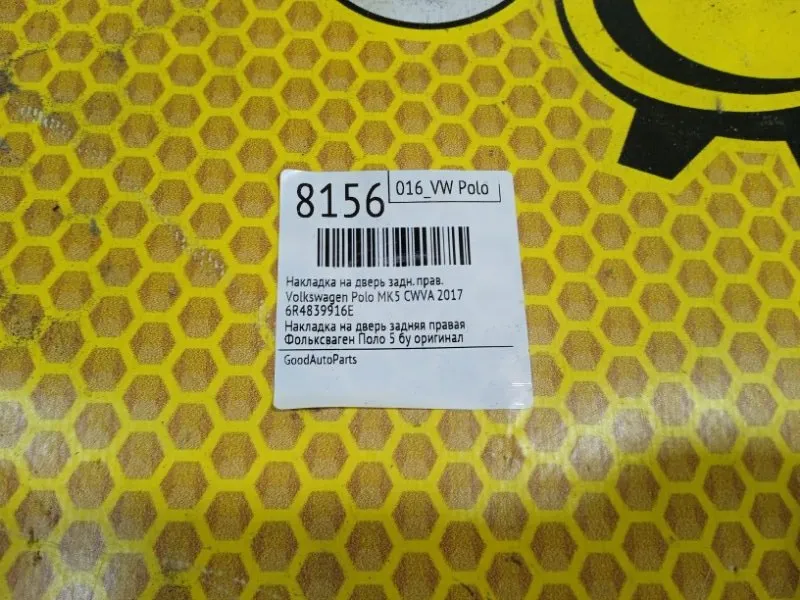 8156
016_VW Polo
Накладка на дверь задн. прав.
Volkswagen Polo MK5 CWVA 2017
6R4839916E
Накладка на дверь задняя правая
Фольксваген Поло 5 бу оригинал
GoodAutoParts